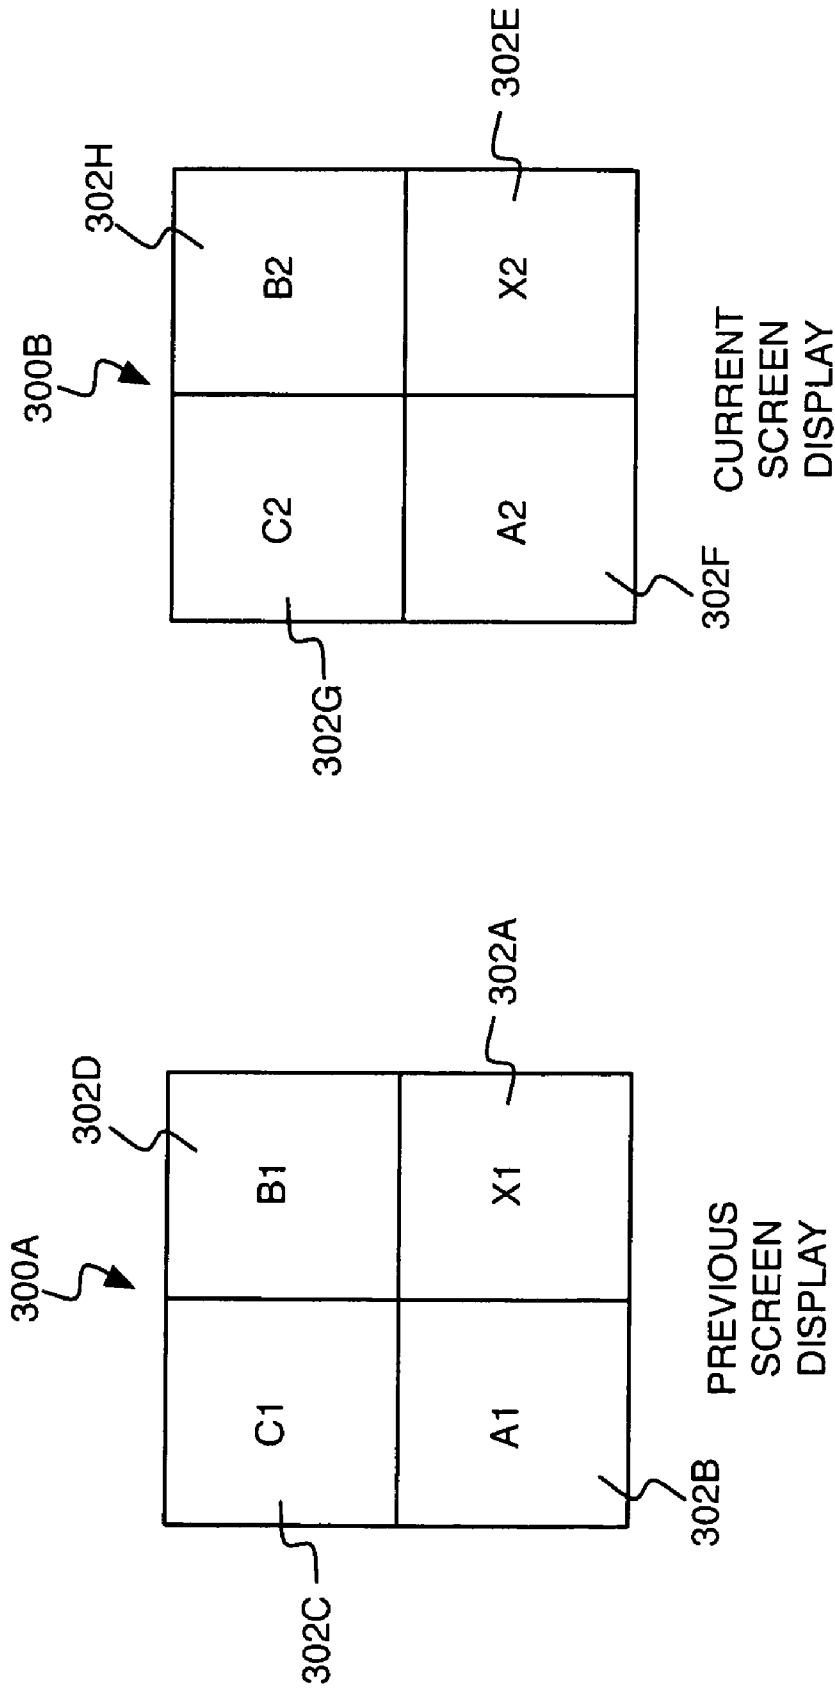 300A
302D
302C
C1
B1
A1
X1
302A
302B
PREVIOUS
SCREEN
DISPLAY
300B
302H
302G
C2
B2
A2
X2
302E
302F
CURRENT
SCREEN
DISPLAY